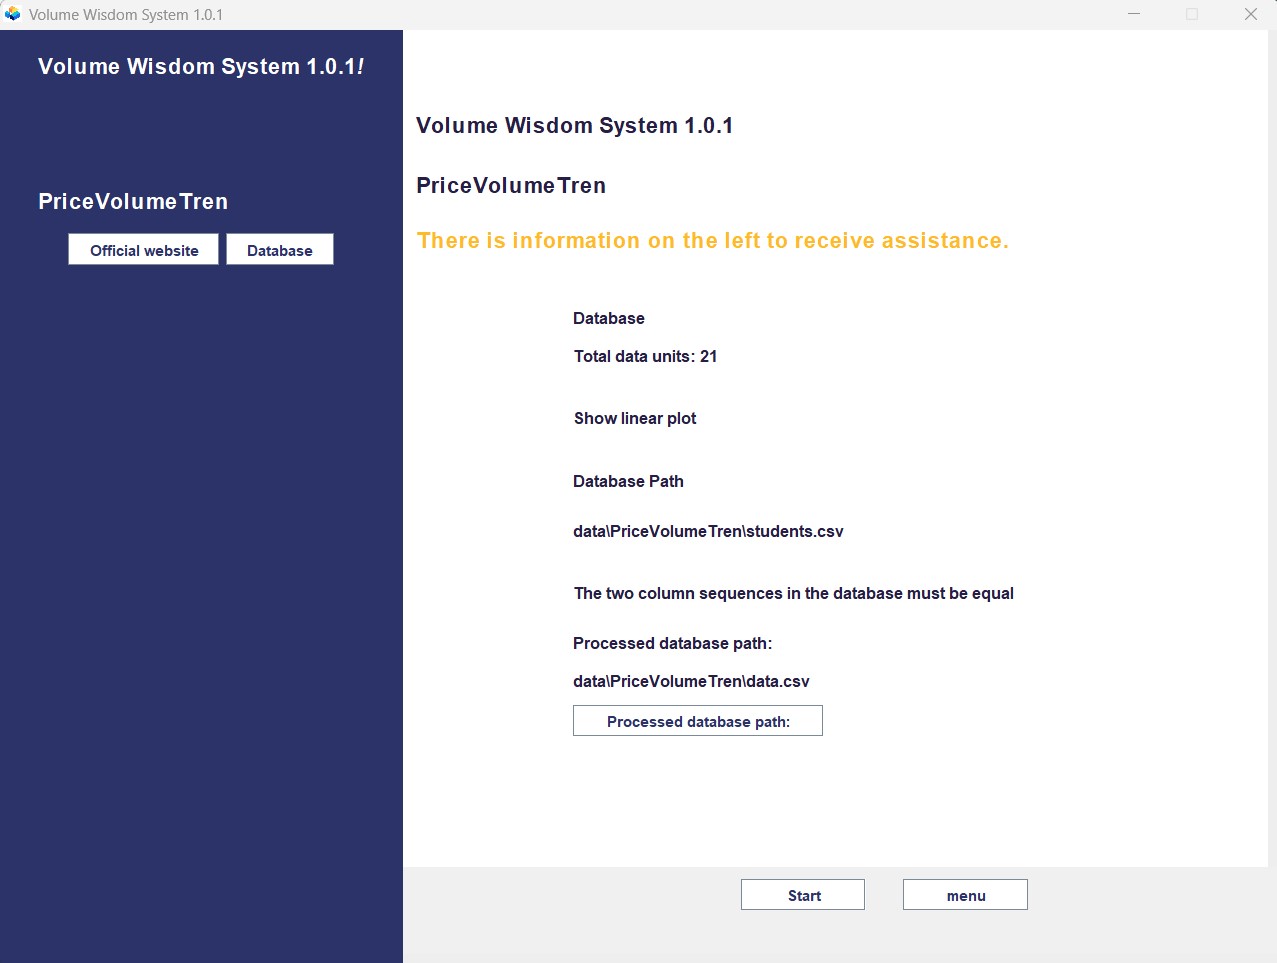 Volume Wisdom System 1.0.1
Volume Wisdom System 1.0.1!
PriceVolumeTren
Official website
Database
Volume Wisdom System 1.0.1
PriceVolumeTren
There is information on the left to receive assistance.
Database
Total data units: 21
Show linear plot
Database Path
data\PriceVolumeTren\students.csv
The two column sequences in the database must be equal
Processed database path:
data\PriceVolumeTren\data.csv
Processed database path:
Start
menu